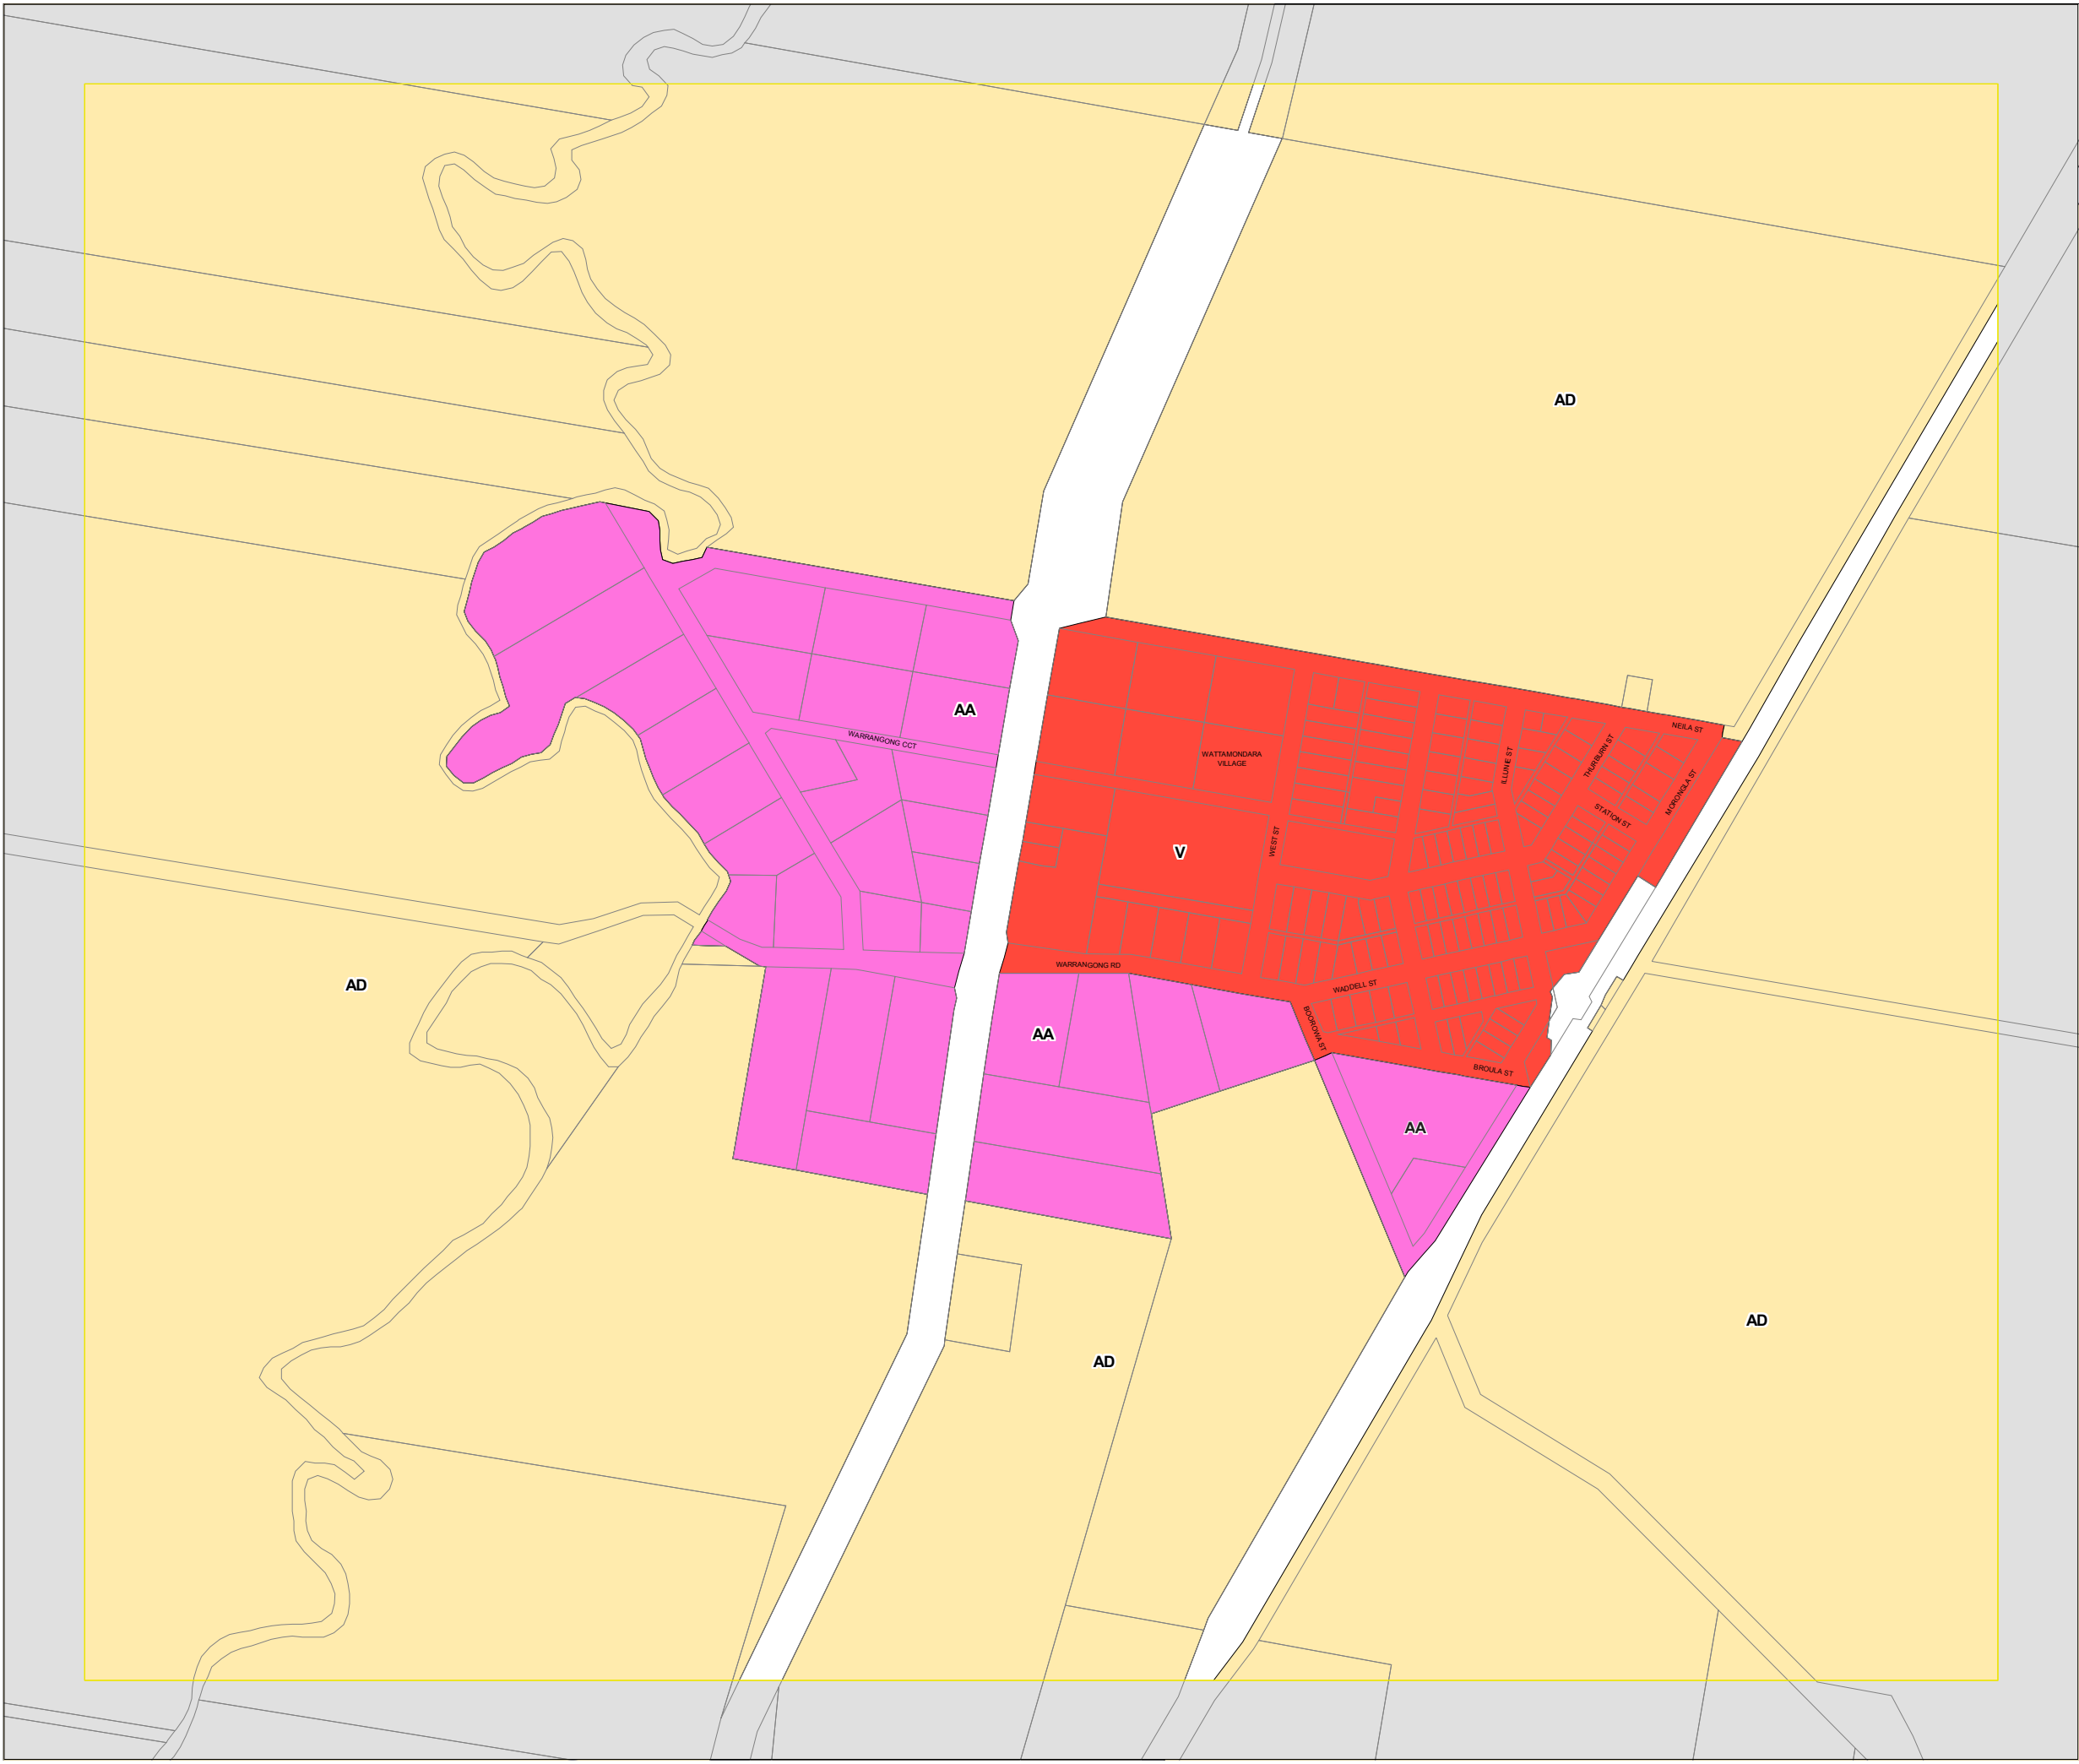 AD
AA
NEILA ST
THURBURN ST
ILLUNIE ST
WARRANGONG CCT
WATTAMONDARA
VILLAGE
MORONGLA ST
STATION ST
WEST ST
V
WARRANGONG RD
AD
WADDELL ST
BOOROWA ST
AA
BROULA ST
AA
AD
AD